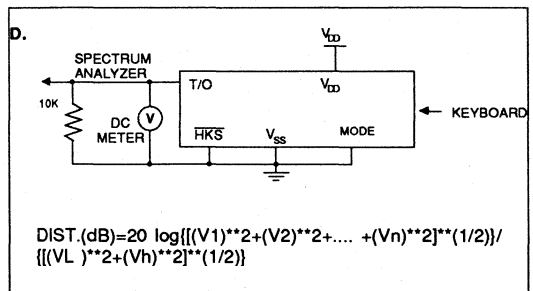 D.
V_DD
SPECTRUM
ANALYZER
T/O
V_DD
10K
DC
METER
V
KEYBOARD
HKS
V_SS
MODE
DIST.(dB)=20 log{[(V1)**2+(V2)**2+.... +(Vn)**2]**(1/2)}/
{[(VL )**2+(Vh)**2]**(1/2)}